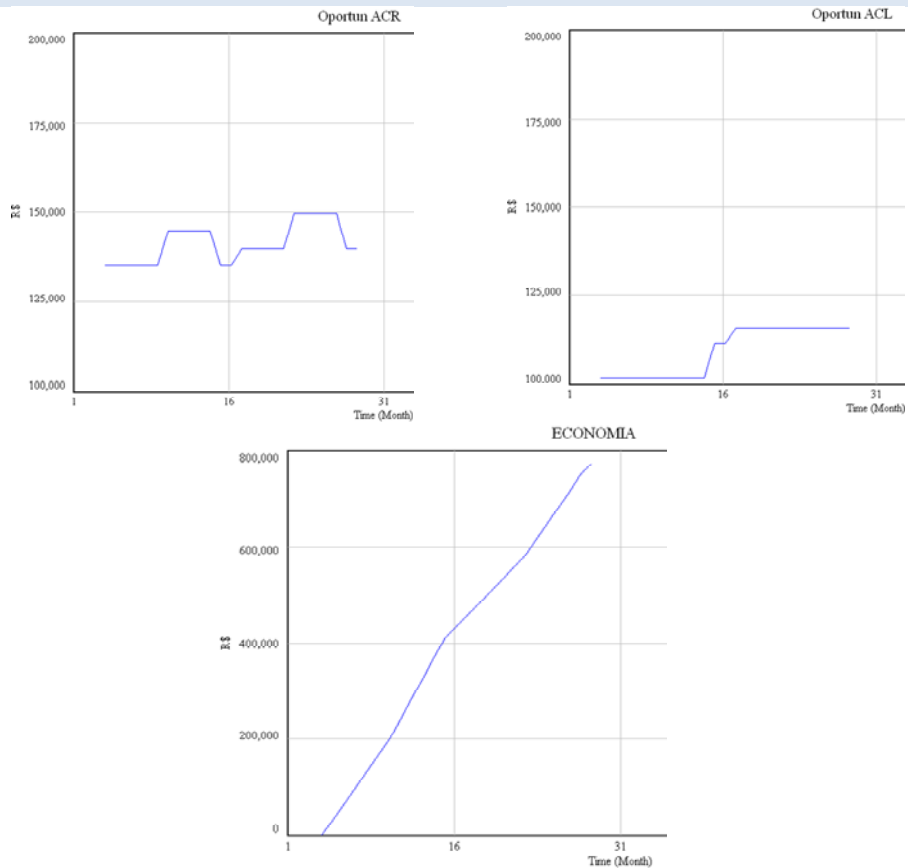 Oportun ACR
200,000
175,000
150,000
125,000
100,000
R$
1
16
31
Time (Month)
Oportun ACL
200,000
175,000
150,000
125,000
100,000
R$
1
16
31
Time (Month)
ECONOMIA
800,000
600,000
400,000
200,000
0
R$
1
16
31
Time (Month)